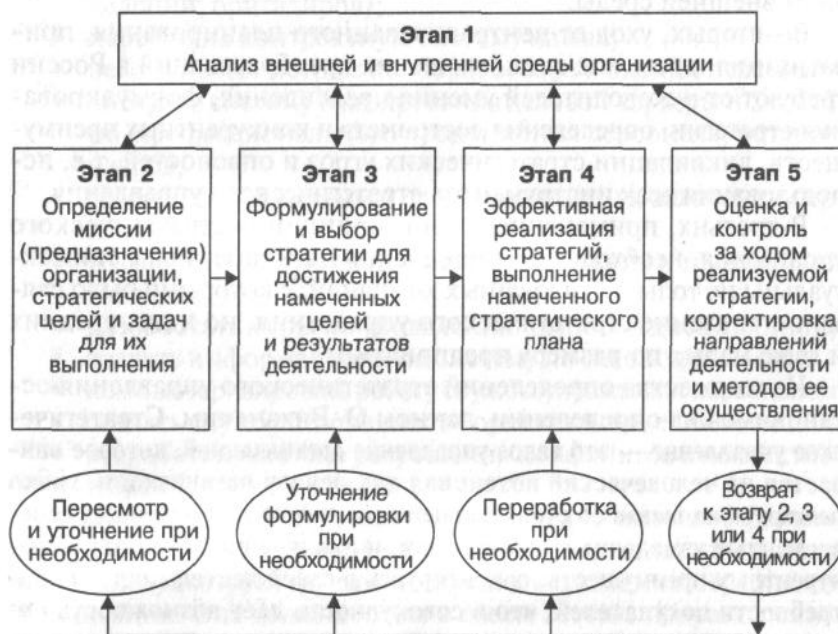 Этап 1
Анализ внешней и внутренней среды организации
Этап 2
Определение
миссии
(предназначения)
организации,
стратегических
целей и задач
для их
выполнения
Этап 3
Формулирование
и выбор
стратегии для
достижения
намеченных
целей
и результатов
деятельности
Этап 4
Эффективная
реализация
стратегий,
выполнение
намеченного
стратегического
плана
Этап 5
Оценка и
контроль
за ходом
реализуемой
стратегии,
корректировка
направлений
деятельности
и методов ее
осуществления
Пересмотр
и уточнение при
необходимости
Уточнение
формулировки
при
необходимости
Переработка
при
необходимости
Возврат
к этапу 2, 3
или 4 при
необходимости